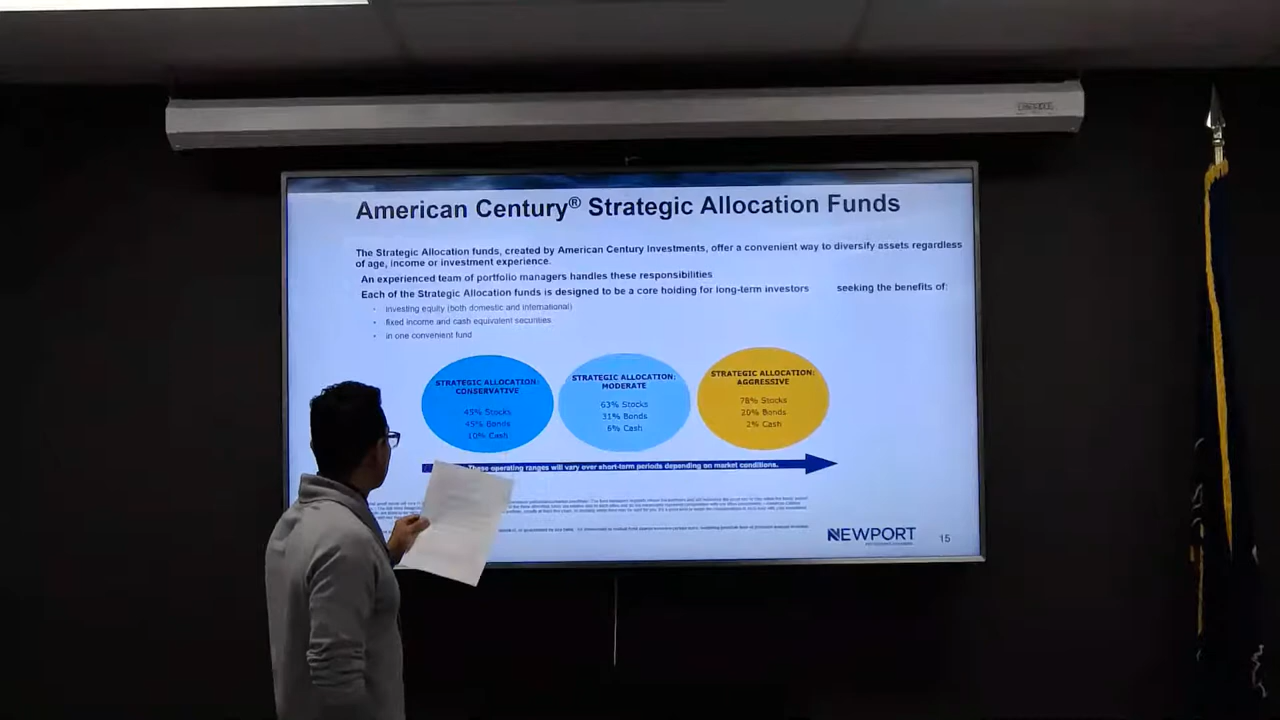 American Century® Strategic Allocation Funds
The Strategic Allocation funds, created by American Century Investments, offer a convenient way to diversify assets regardless
of age, income or investment experience.
An experienced team of portfolio managers handles these responsibilities
Each of the Strategic Allocation funds is designed to be a core holding for long-term investors seeking the benefits of:
• investing equity (both domestic and international)
• fixed income and cash equivalent securities
• in one convenient fund
STRATEGIC ALLOCATION:
CONSERVATIVE
45% Stocks
45% Bonds
10% Cash
STRATEGIC ALLOCATION:
MODERATE
63% Stocks
31% Bonds
6% Cash
STRATEGIC ALLOCATION:
AGGRESSIVE
78% Stocks
20% Bonds
2% Cash
These operating ranges will vary over short-term periods depending on market conditions.
NEWPORT
15